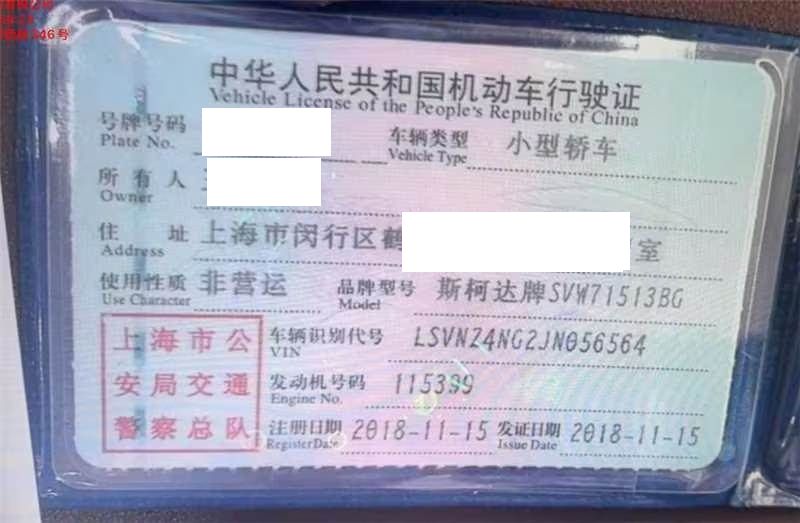 中华人民共和国机动车行驶证
Vehicle License of the People's Republic of China
号牌号码 车辆类型 小型轿车
Plate No. Vehicle Type
所有人
Owner
住址 上海市闵行区鹤 室
Address
使用性质 非营运 品牌型号 斯柯达牌SVW71513BG
Use Character Model
上海市公 车辆识别代号 LSVNZ4NG2JN056564
VIN
安局交通 发动机号码 115399
Engine No.
警察总队 注册日期 2018-11-15 发证日期 2018-11-15
Register Date Issue Date